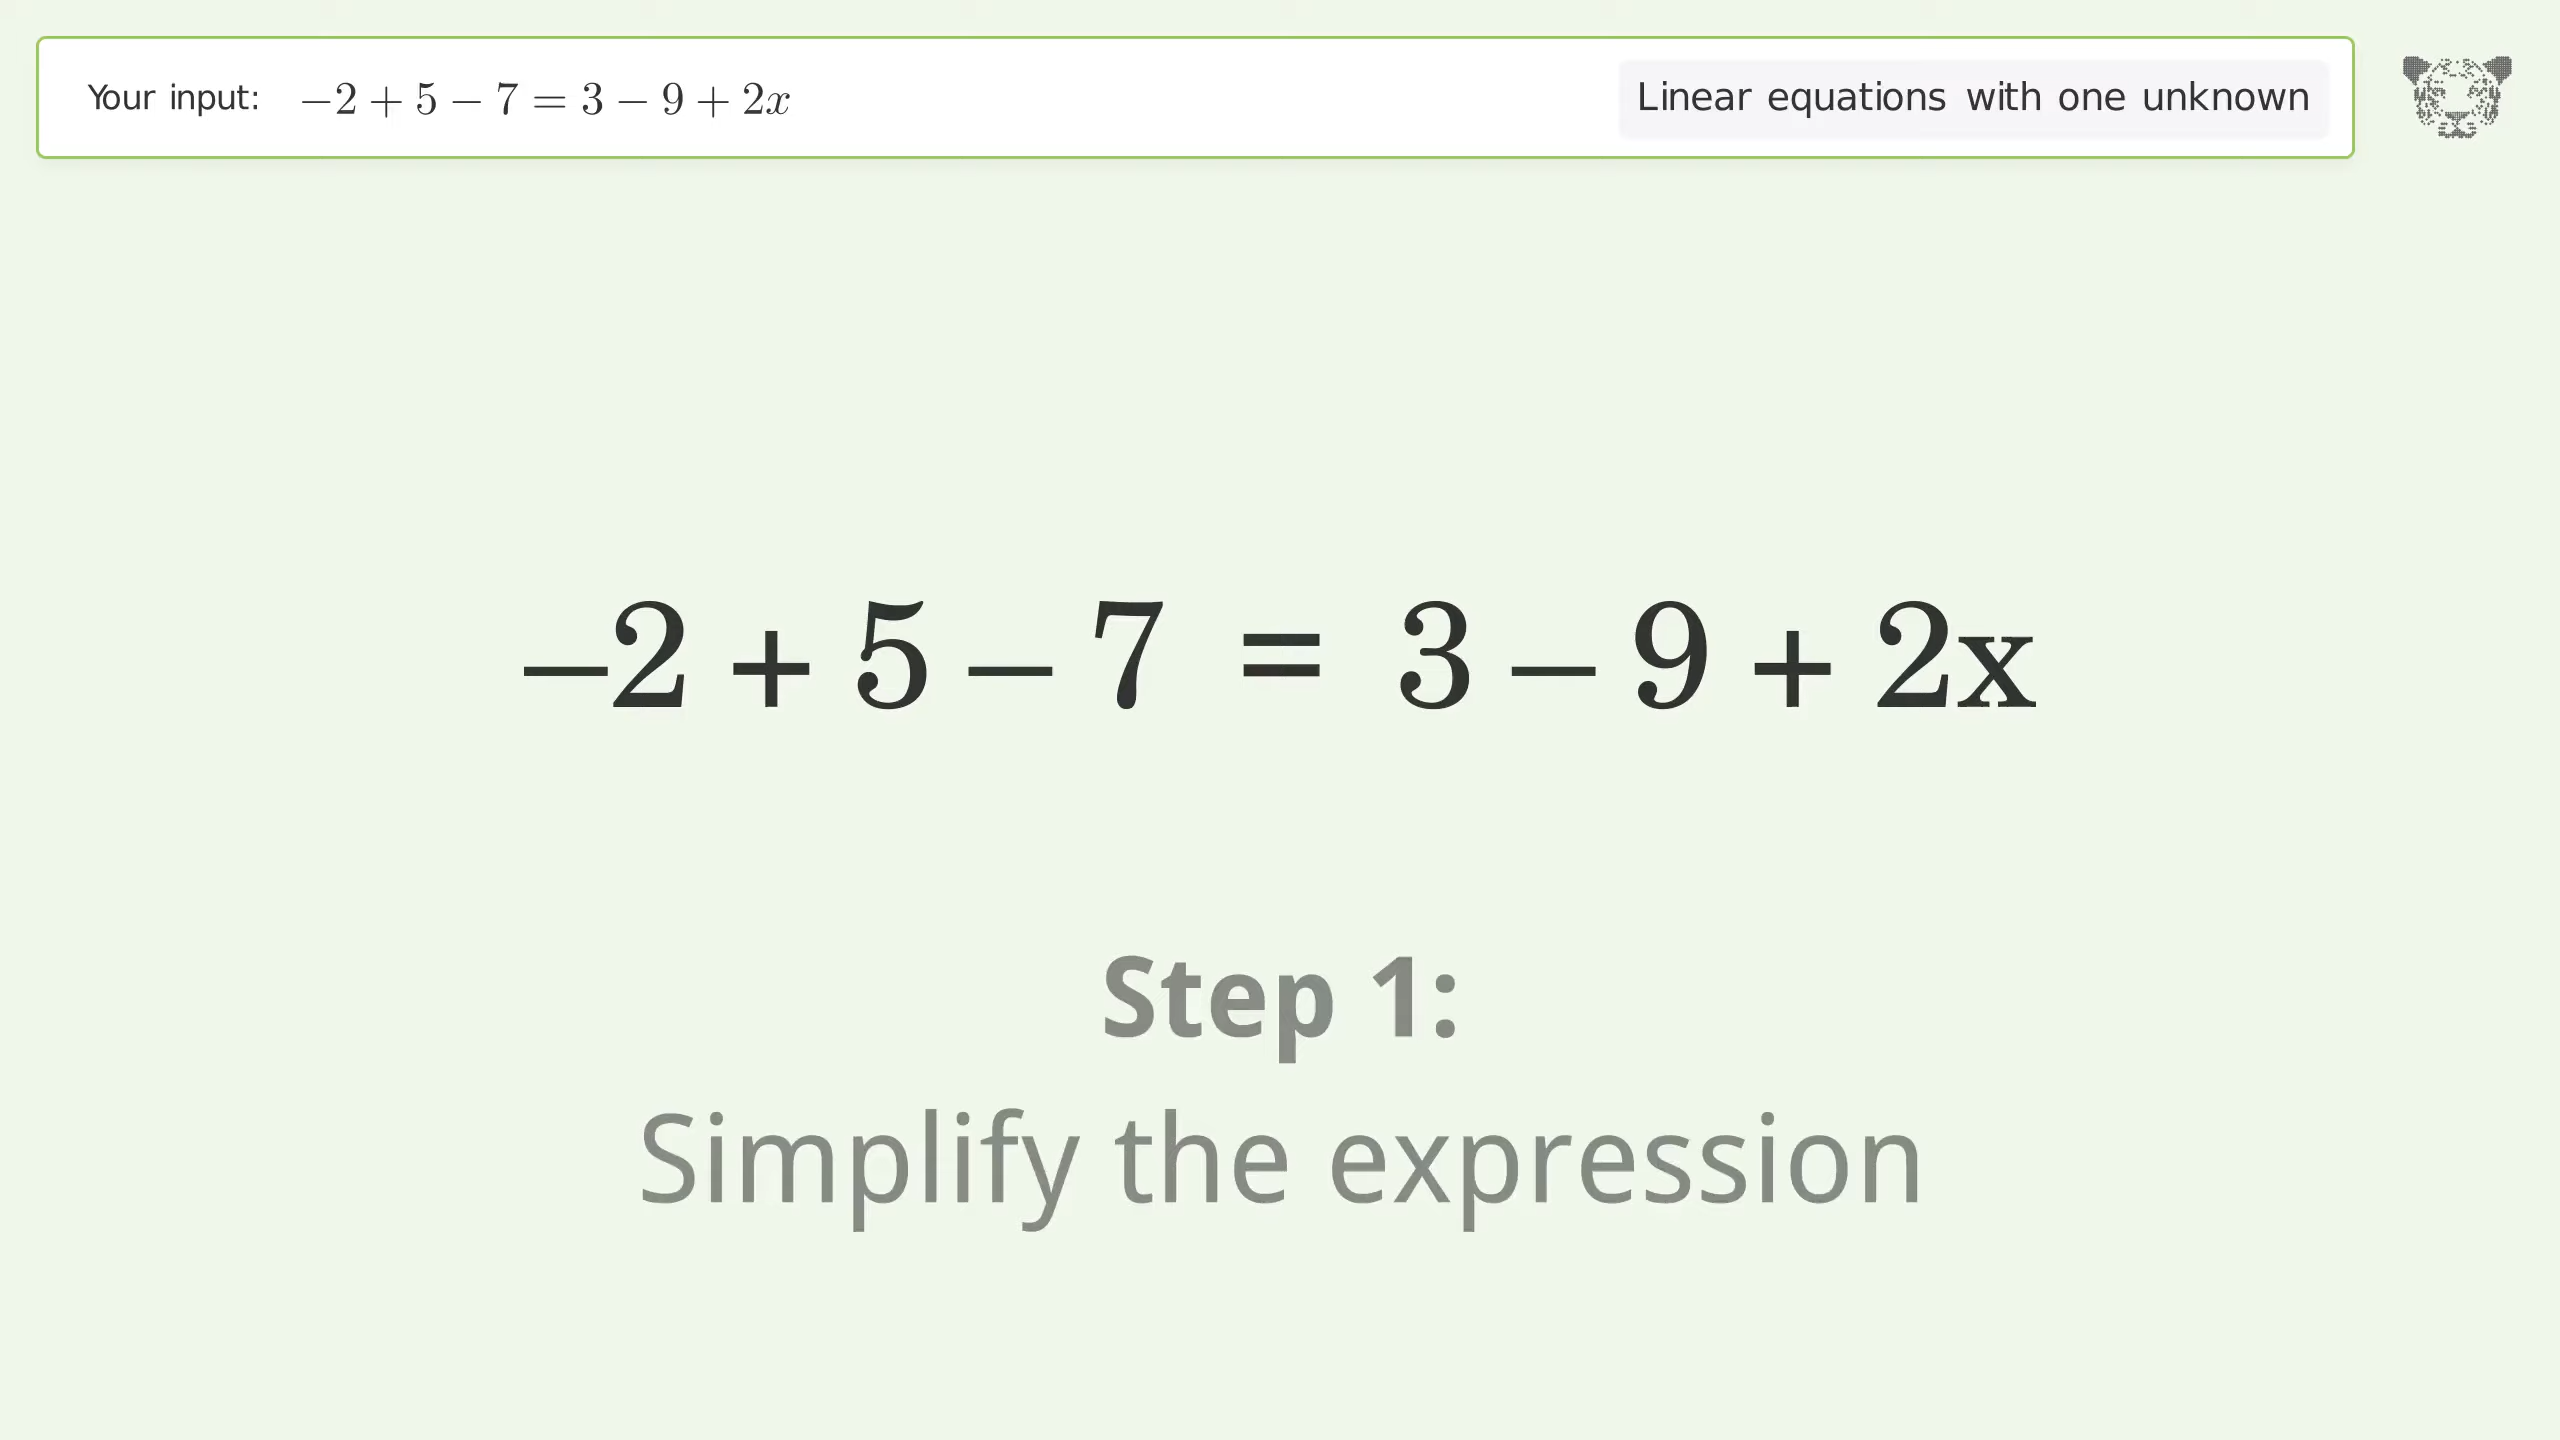 Your input: −2 + 5 − 7 = 3 − 9 + 2x Linear equations with one unknown
−2 + 5 − 7 = 3 − 9 + 2x
Step 1:
Simplify the expression